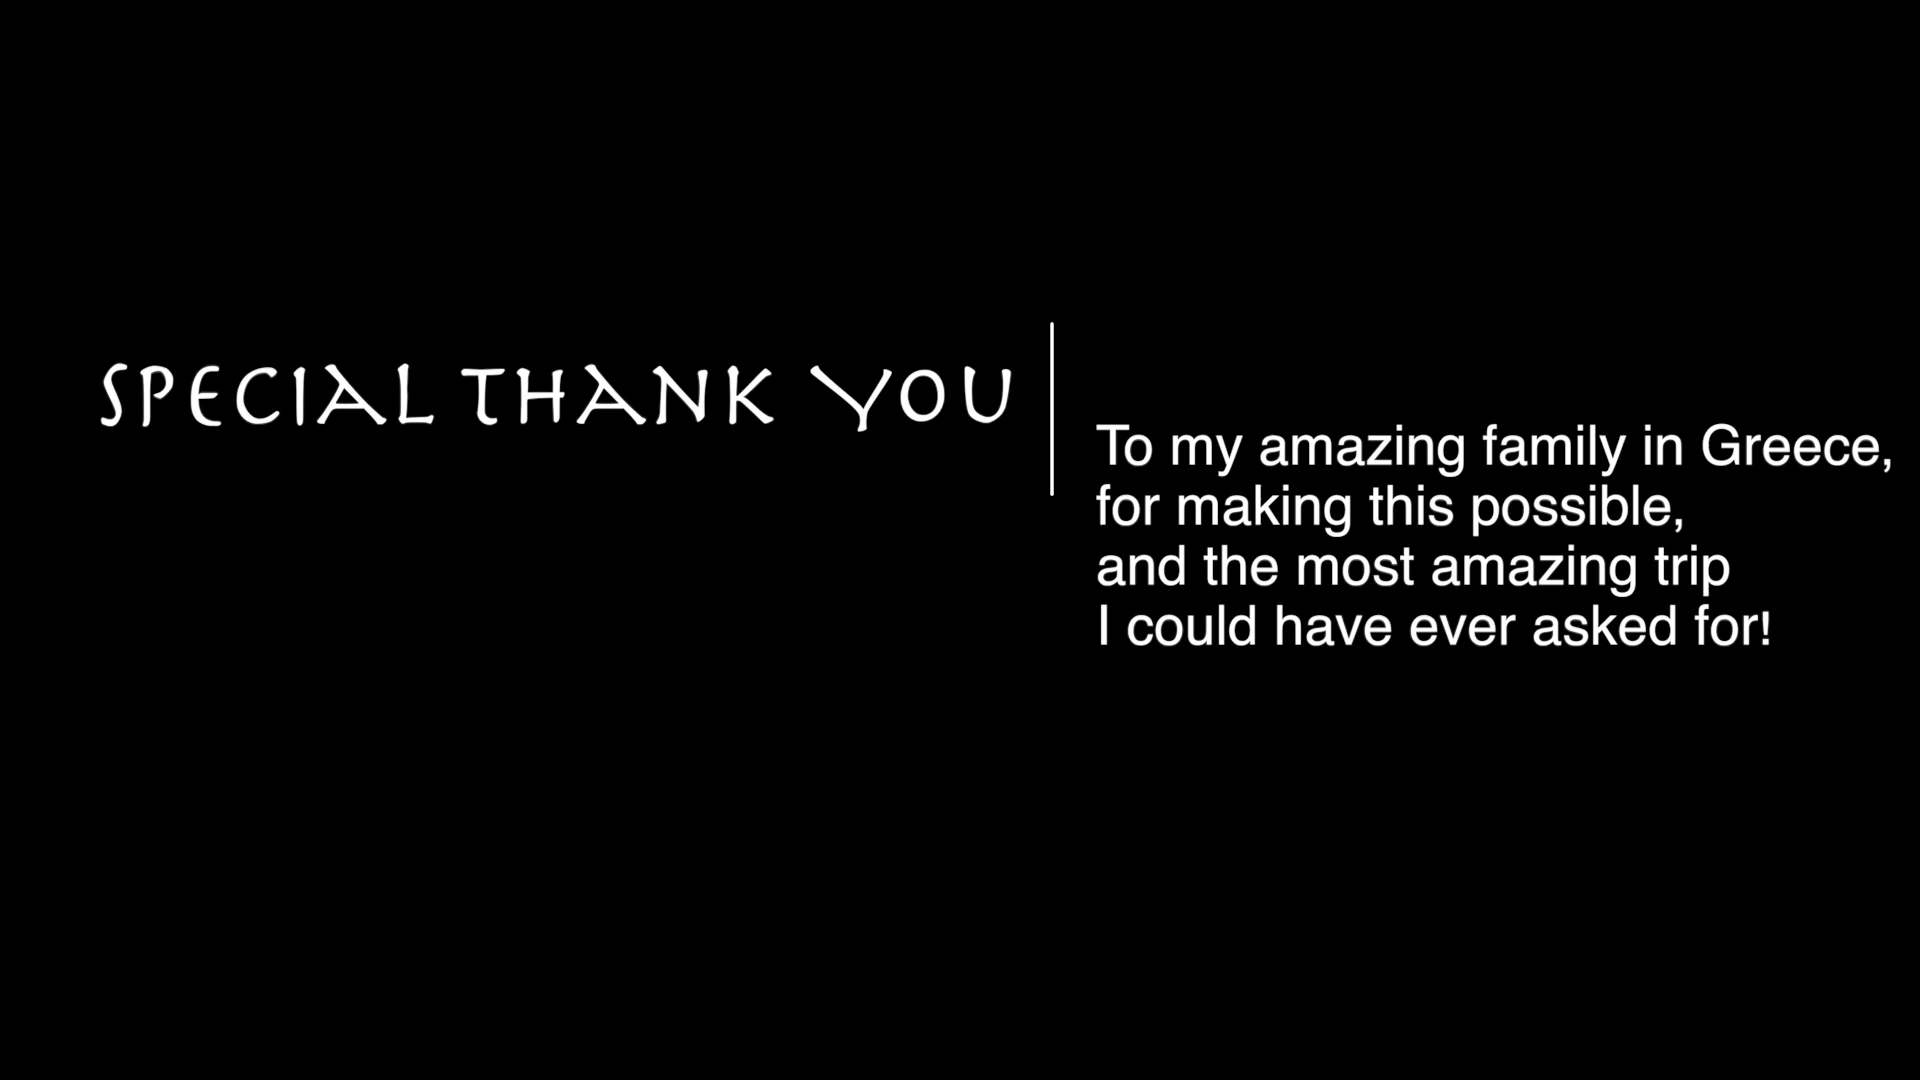 SPECIAL THANK YOU
To my amazing family in Greece,
for making this possible,
and the most amazing trip
I could have ever asked for!